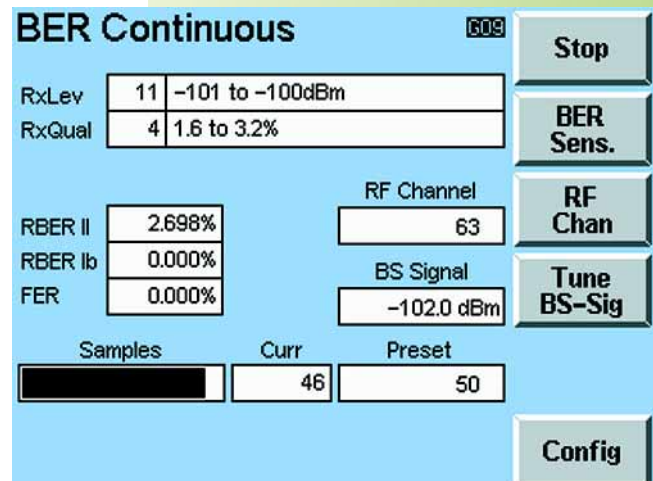 BER Continuous G09
Stop
RxLev 11 -101 to -100dBm
RxQual 4 1.6 to 3.2%
BER
Sens.
RF Channel
RBER II 2.698% 63
RF
Chan
RBER Ib 0.000% BS Signal
FER 0.000% -102.0 dBm
Tune
BS-Sig
Samples Curr Preset
46 50
Config